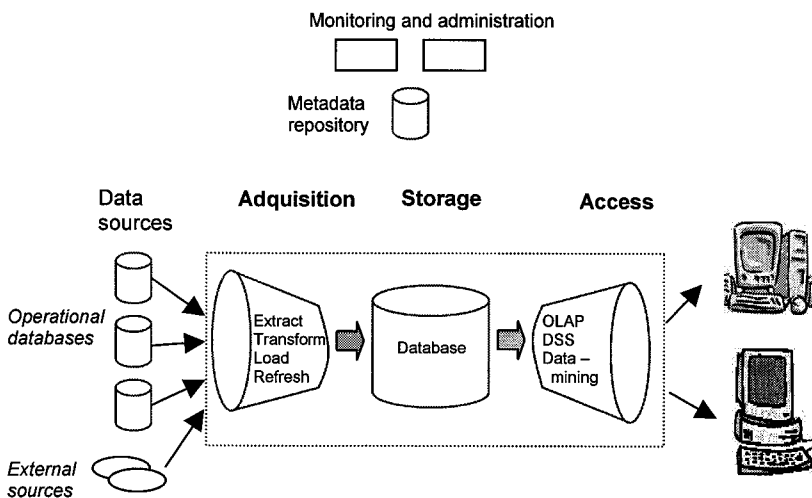 Monitoring and administration
Metadata
repository
Data
sources
Adquisition
Storage
Access
Operational
databases
External
sources
Extract
Transform
Load
Refresh
Database
OLAP
DSS
Data –
mining